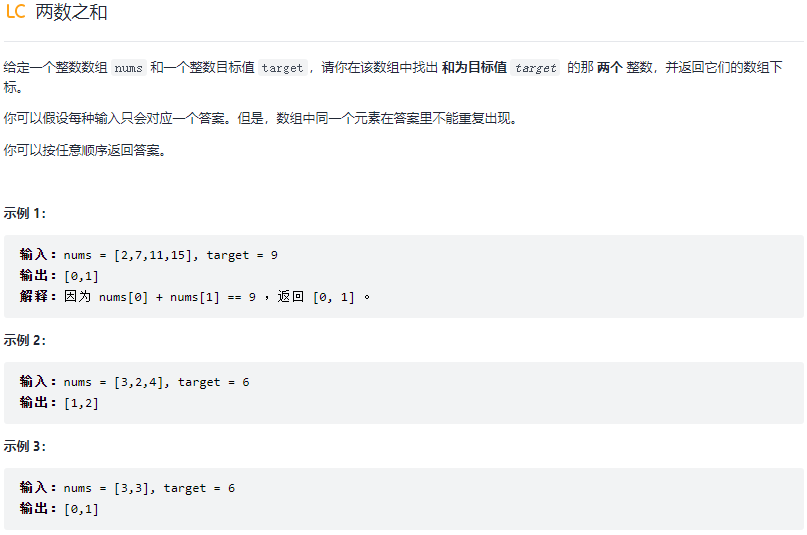 LC 两数之和
给定一个整数数组 nums 和一个整数目标值 target，请你在该数组中找出 和为目标值 target 的那 两个 整数，并返回它们的数组下
标。
你可以假设每种输入只会对应一个答案。但是，数组中同一个元素在答案里不能重复出现。
你可以按任意顺序返回答案。
示例 1：
输入：nums = [2,7,11,15], target = 9
输出：[0,1]
解释：因为 nums[0] + nums[1] == 9 ，返回 [0, 1] 。
示例 2：
输入：nums = [3,2,4], target = 6
输出：[1,2]
示例 3：
输入：nums = [3,3], target = 6
输出：[0,1]